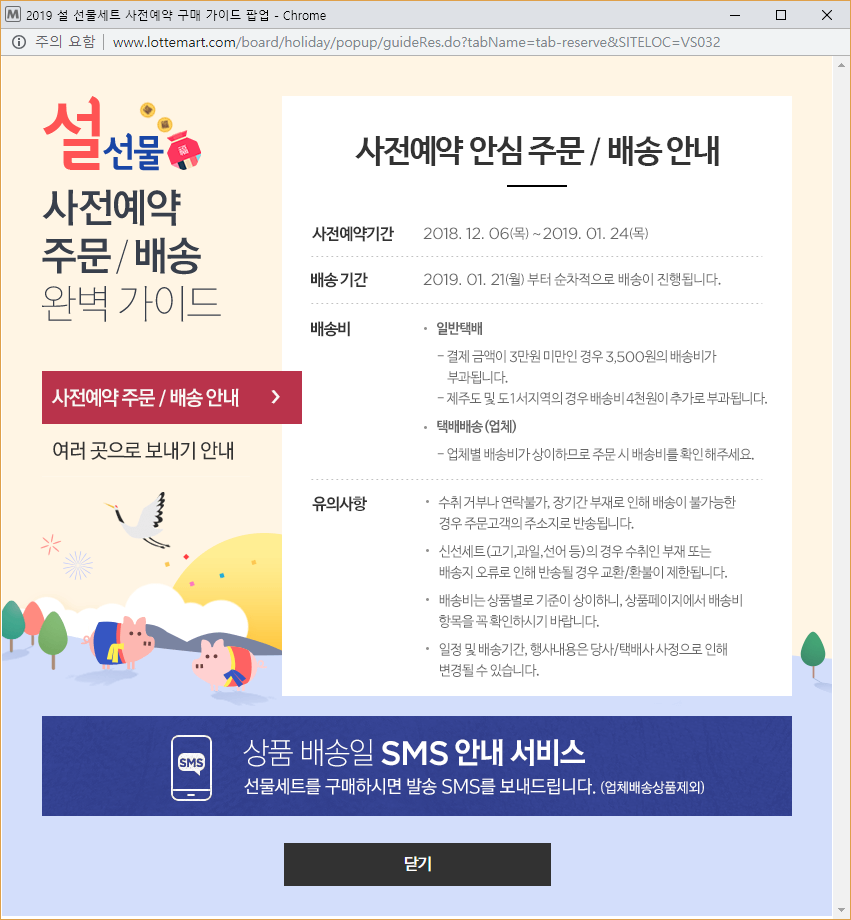 2019 설 선물세트 사전예약 구매 가이드 팝업 - Chrome
주의 요함 | www.lottemart.com/board/holiday/popup/guideRes.do?tabName=tab-reserve&SITELOC=VS032
설선물
사전예약
주문 / 배송
완벽 가이드
사전예약 주문 / 배송 안내 >
여러 곳으로 보내기 안내
사전예약 안심 주문 / 배송 안내
사전예약기간 2018. 12. 06(목) ~ 2019. 01. 24(목)
배송 기간 2019. 01. 21(월) 부터 순차적으로 배송이 진행됩니다.
배송비 • 일반택배
- 결제 금액이 3만원 미만인 경우 3,500원의 배송비가
부과됩니다.
- 제주도 및 도1서지역의 경우 배송비 4천원이 추가로 부과됩니다.
• 택배배송 (업체)
- 업체별 배송비가 상이하므로 주문 시 배송비를 확인해주세요.
유의사항 • 수취 거부나 연락불가, 장기간 부재로 인해 배송이 불가능한
경우 주문고객의 주소지로 반송됩니다.
• 신선세트(고기,과일,선어 등)의 경우 수취인 부재 또는
배송지 오류로 인해 반송될 경우 교환/환불이 제한됩니다.
• 배송비는 상품별로 기준이 상이하니, 상품페이지에서 배송비
항목을 꼭 확인하시기 바랍니다.
• 일정 및 배송기간, 행사내용은 당사/택배사 사정으로 인해
변경될 수 있습니다.
SMS
상품 배송일 SMS 안내 서비스
선물세트를 구매하시면 발송 SMS를 보내드립니다. (업체배송상품제외)
닫기